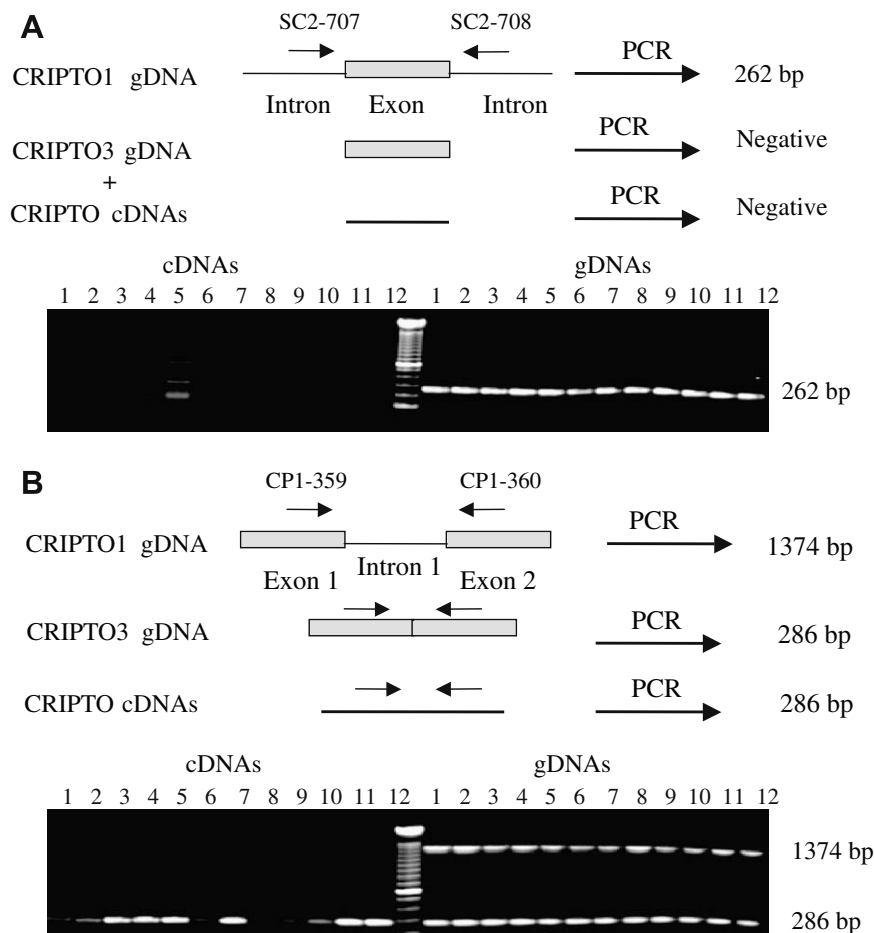 A
SC2-707 SC2-708
CRIPTO1 gDNA PCR 262 bp
Intron Exon Intron
CRIPTO3 gDNA PCR Negative
+
CRIPTO cDNAs PCR Negative
cDNAs gDNAs
1 2 3 4 5 6 7 8 9 10 11 12 1 2 3 4 5 6 7 8 9 10 11 12
262 bp
B
CP1-359 CP1-360
CRIPTO1 gDNA PCR 1374 bp
Exon 1 Intron 1 Exon 2
CRIPTO3 gDNA PCR 286 bp
CRIPTO cDNAs PCR 286 bp
cDNAs gDNAs
1 2 3 4 5 6 7 8 9 10 11 12 1 2 3 4 5 6 7 8 9 10 11 12
1374 bp
286 bp